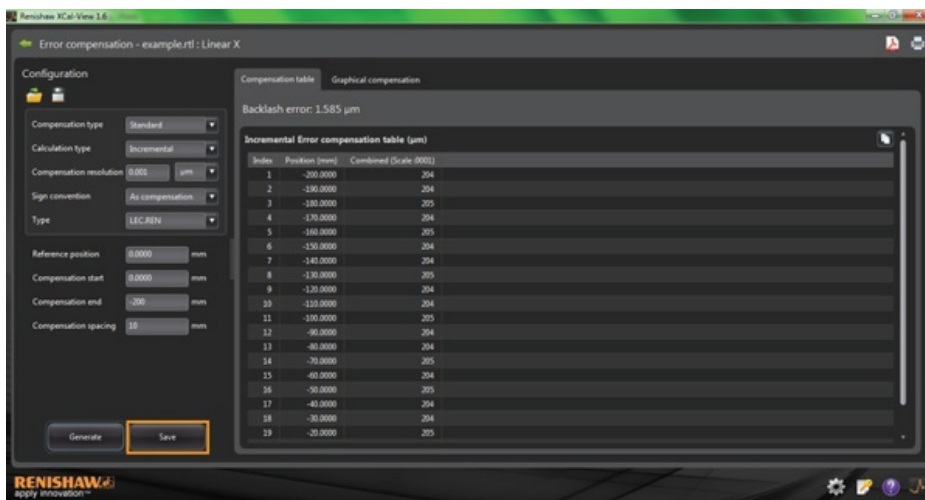 Renishaw XCal-View 1.6
Error compensation - example.rtl : Linear X
Configuration
Compensation type Standard
Calculation type Incremental
Compensation resolution 0.001 µm
Sign convention As compensation
Type LEC.REN
Reference position 0.0000 mm
Compensation start 0.0000 mm
Compensation end -200 mm
Compensation spacing 10 mm
Generate Save
Compensation table Graphical compensation
Backlash error: 1.585 µm
Incremental Error compensation table (µm)
Index Position (mm) Combined (Scale :0001)
1 -200.0000 204
2 -190.0000 204
3 -180.0000 205
4 -170.0000 204
5 -160.0000 205
6 -150.0000 204
7 -140.0000 204
8 -130.0000 205
9 -120.0000 204
10 -110.0000 204
11 -100.0000 205
12 -90.0000 204
13 -80.0000 204
14 -70.0000 205
15 -60.0000 204
16 -50.0000 205
17 -40.0000 204
18 -30.0000 204
19 -20.0000 205
RENISHAW
apply innovation™